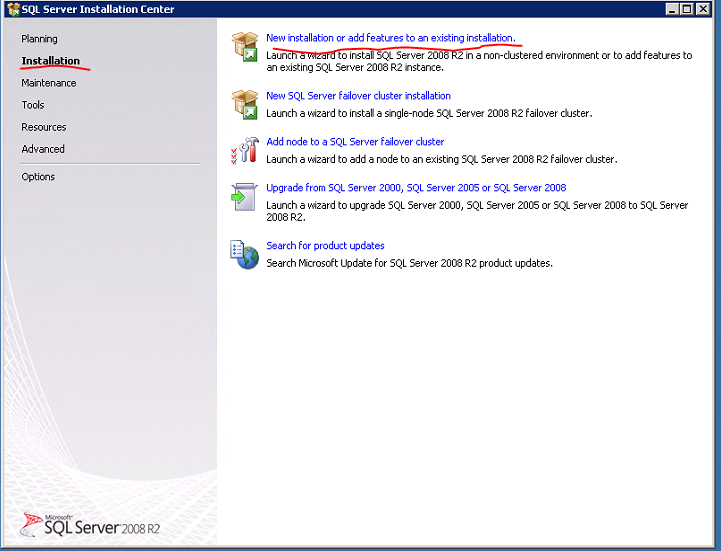 SQL Server Installation Center
Planning
Installation
Maintenance
Tools
Resources
Advanced
Options
New installation or add features to an existing installation.
Launch a wizard to install SQL Server 2008 R2 in a non-clustered environment or to add features to
an existing SQL Server 2008 R2 instance.
New SQL Server failover cluster installation
Launch a wizard to install a single-node SQL Server 2008 R2 failover cluster.
Add node to a SQL Server failover cluster
Launch a wizard to add a node to an existing SQL Server 2008 R2 failover cluster.
Upgrade from SQL Server 2000, SQL Server 2005 or SQL Server 2008
Launch a wizard to upgrade SQL Server 2000, SQL Server 2005 or SQL Server 2008 to SQL Server
2008 R2.
Search for product updates
Search Microsoft Update for SQL Server 2008 R2 product updates.
Microsoft®
SQL Server 2008 R2